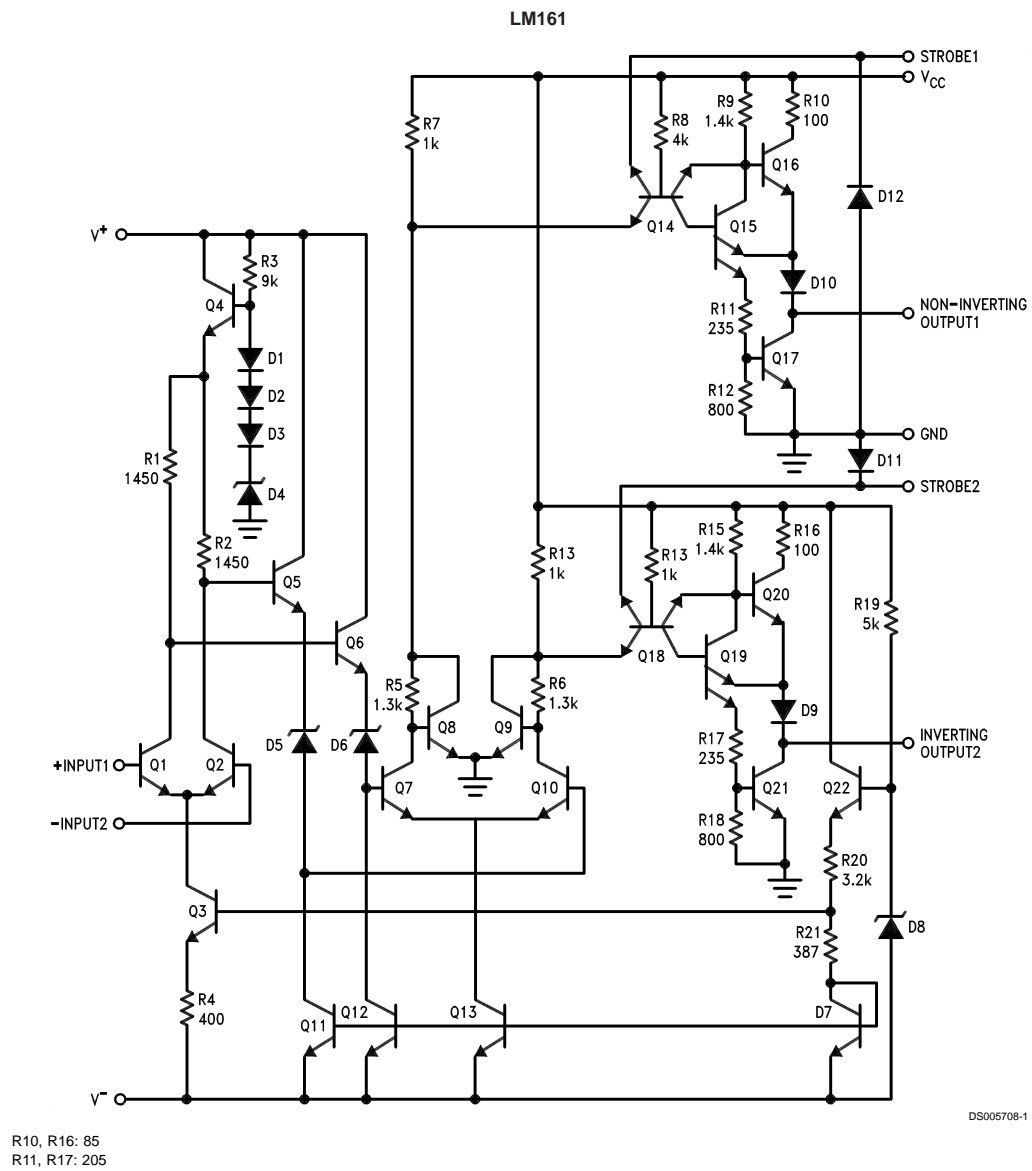 LM161
STROBE1
VCC
R7
1k
R8
4k
R9
1.4k
R10
100
Q16
Q14
Q15
D12
V+
R3
9k
Q4
D10
R11
235
NON-INVERTING
OUTPUT1
D1
D2
D3
D4
Q17
R12
800
R1
1450
GND
D11
STROBE2
R2
1450
R13
1k
R13
1k
R15
1.4k
R16
100
Q5
Q20
R19
5k
Q6
Q18
Q19
R5
1.3k
R6
1.3k
Q8
Q9
D9
D5
D6
R17
235
INVERTING
OUTPUT2
+INPUT1
Q1
Q2
Q7
Q10
Q21
Q22
-INPUT2
R18
800
R20
3.2k
Q3
D8
R21
387
R4
400
Q11
Q12
Q13
D7
V-
DS005708-1
R10, R16: 85
R11, R17: 205